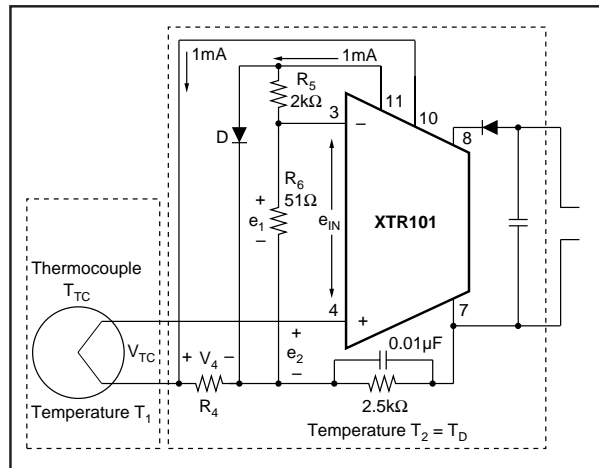 1mA
1mA
R5
2kΩ
11
10
3
−
8
D
R6
51Ω
+
e1
−
eIN
XTR101
Thermocouple
TTC
4
+
7
VTC
+ V4 −
+
e2
−
0.01µF
R4
2.5kΩ
Temperature T1
Temperature T2 = TD